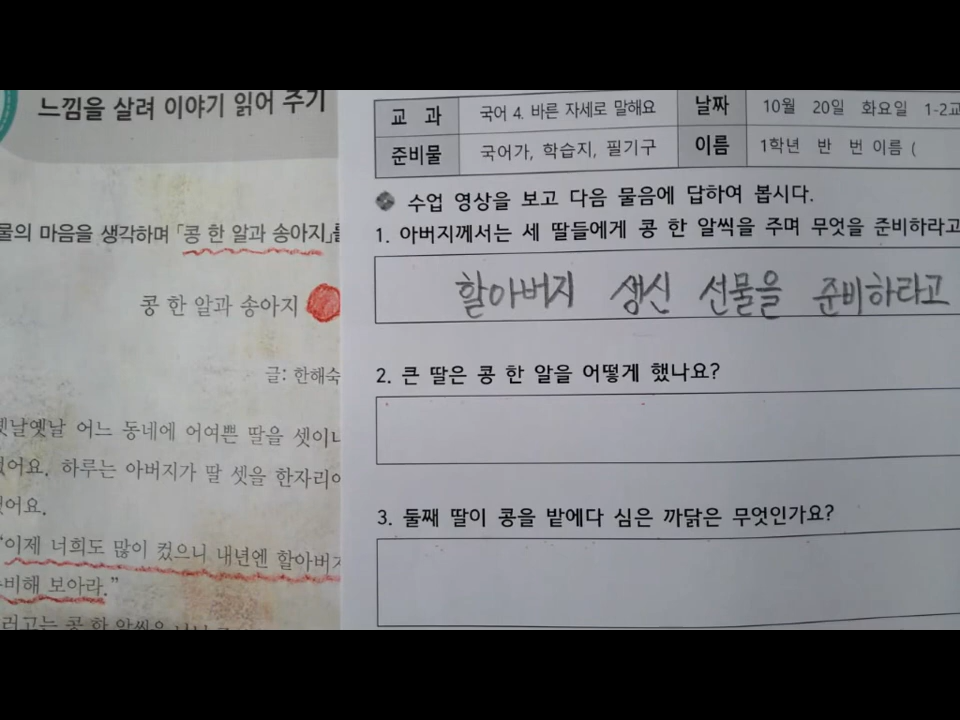 느낌을 살려 이야기 읽어 주기
물의 마음을 생각하며 「콩 한 알과 송아지」를
콩 한 알과 송아지
글: 한해숙
옛날옛날 어느 동네에 어여쁜 딸을 셋이나
어요. 하루는 아버지가 딸 셋을 한자리에
어요.
“이제 너희도 많이 컸으니 내년엔 할아버지
비해 보아라.”
러고는 콩 한 알씩을
교 과 국어 4. 바른 자세로 말해요 날짜 10월 20일 화요일 1-2교
준비물 국어가, 학습지, 필기구 이름 1학년 반 번 이름 (
수업 영상을 보고 다음 물음에 답하여 봅시다.
1. 아버지께서는 세 딸들에게 콩 한 알씩을 주며 무엇을 준비하라고
할아버지 생신 선물을 준비하라고
2. 큰 딸은 콩 한 알을 어떻게 했나요?
3. 둘째 딸이 콩을 밭에다 심은 까닭은 무엇인가요?